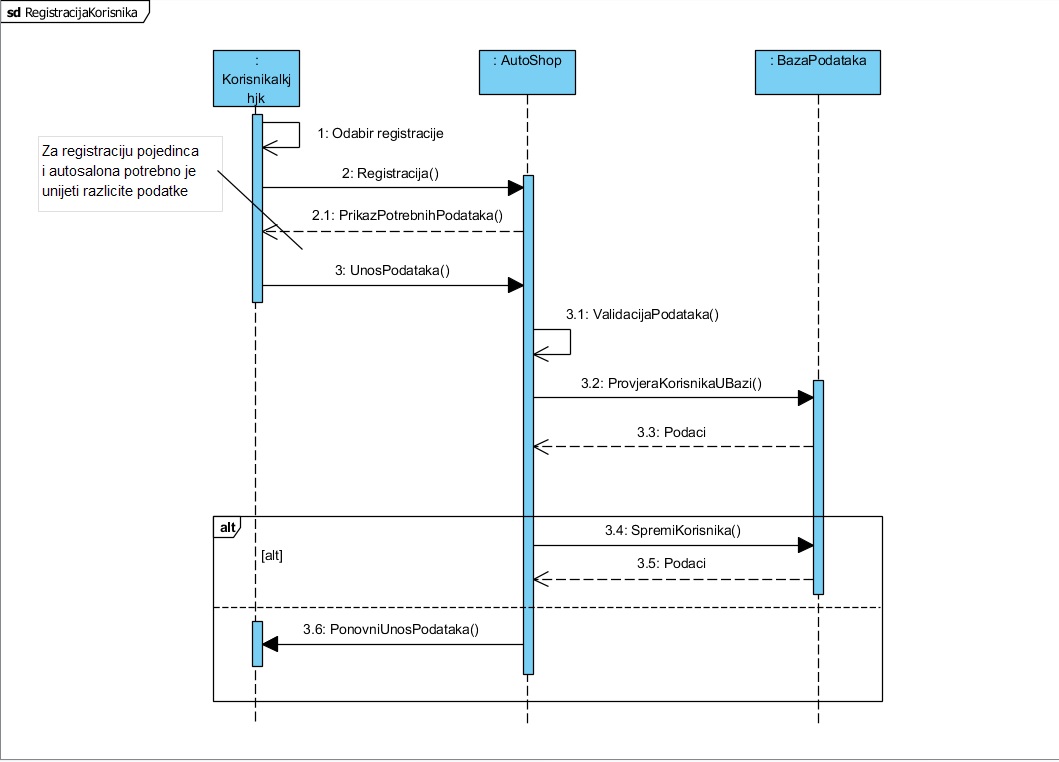 sd RegistracijaKorisnika
:
Korisnikalkj
hjk
: AutoShop
: BazaPodataka
1: Odabir registracije
Za registraciju pojedinca
i autosalona potrebno je
unijeti razlicite podatke
2: Registracija()
2.1: PrikazPotrebnihPodataka()
3: UnosPodataka()
3.1: ValidacijaPodataka()
3.2: ProvjeraKorisnikaUBazi()
3.3: Podaci
alt
3.4: SpremiKorisnika()
[alt]
3.5: Podaci
3.6: PonovniUnosPodataka()